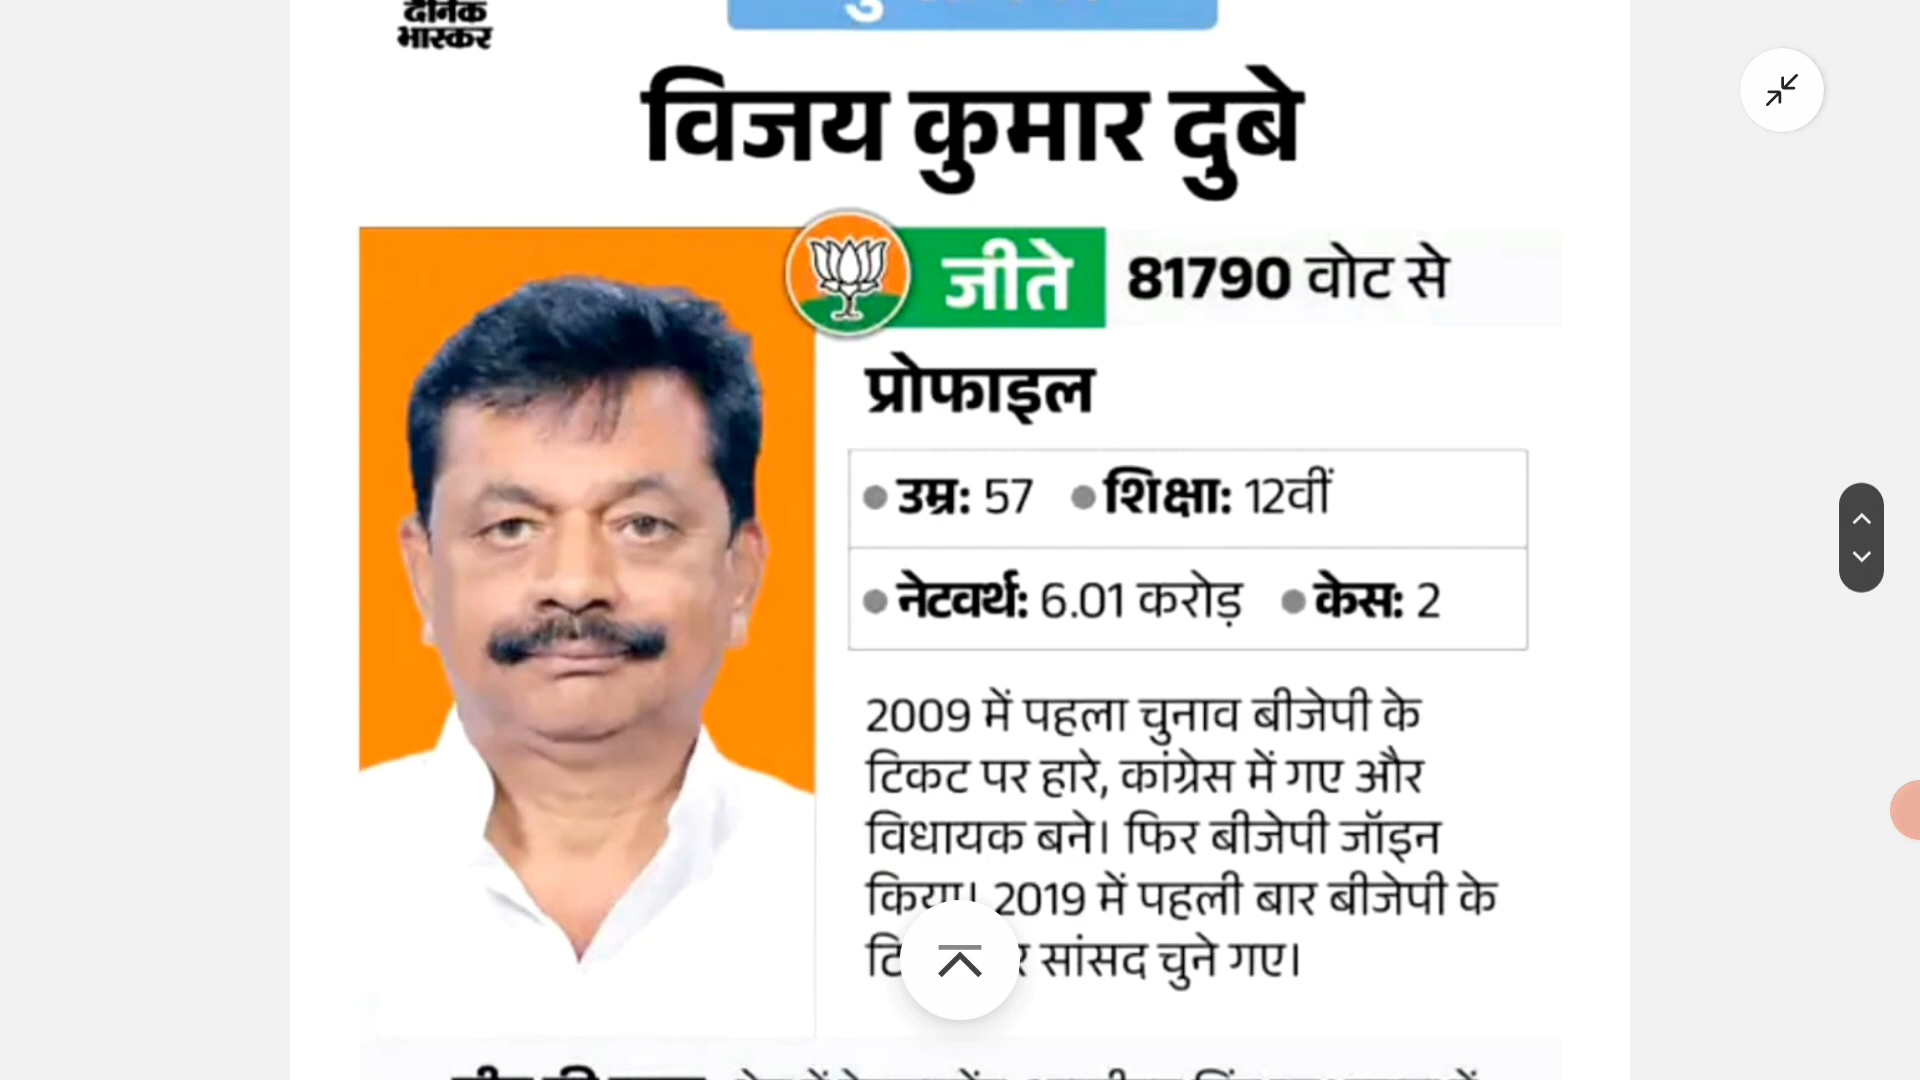 दैनिक
भास्कर
विजय कुमार दुबे
जीते 81790 वोट से
प्रोफाइल
उम्र: 57 शिक्षा: 12वीं
नेटवर्थ: 6.01 करोड़ केस: 2
2009 में पहला चुनाव बीजेपी के
टिकट पर हारे, कांग्रेस में गए और
विधायक बने। फिर बीजेपी जॉइन
किया। 2019 में पहली बार बीजेपी के
सांसद चुने गए।